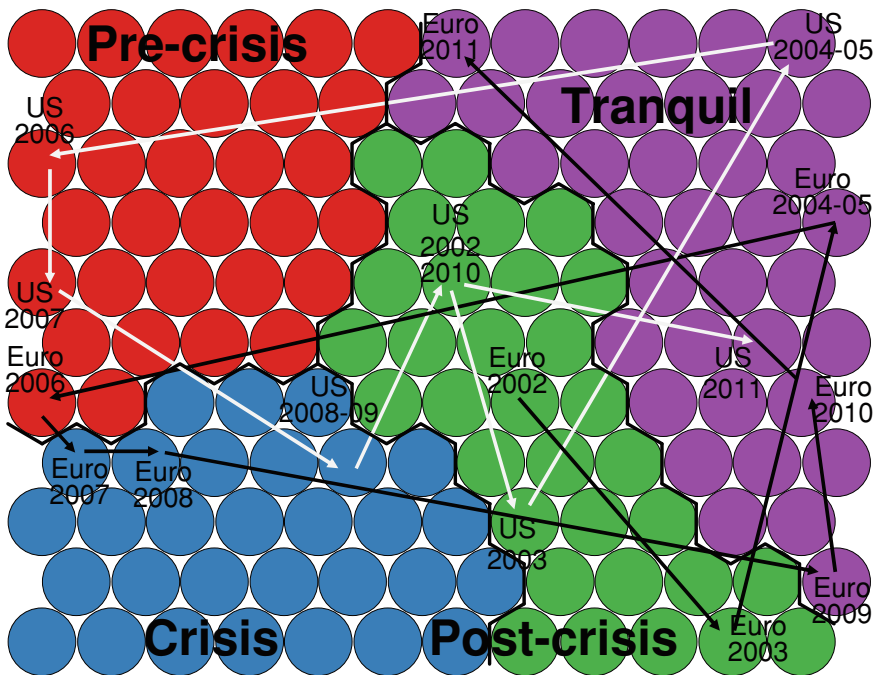 Pre-crisis
Euro
2011
US
2004-05
US
2006
Tranquil
Euro
2004-05
US
2002
2010
US
2007
Euro
2006
US
2008-09
Euro
2002
US
2011
Euro
2010
Euro
2007
Euro
2008
US
2003
Euro
2009
Crisis
Post-crisis
Euro
2003